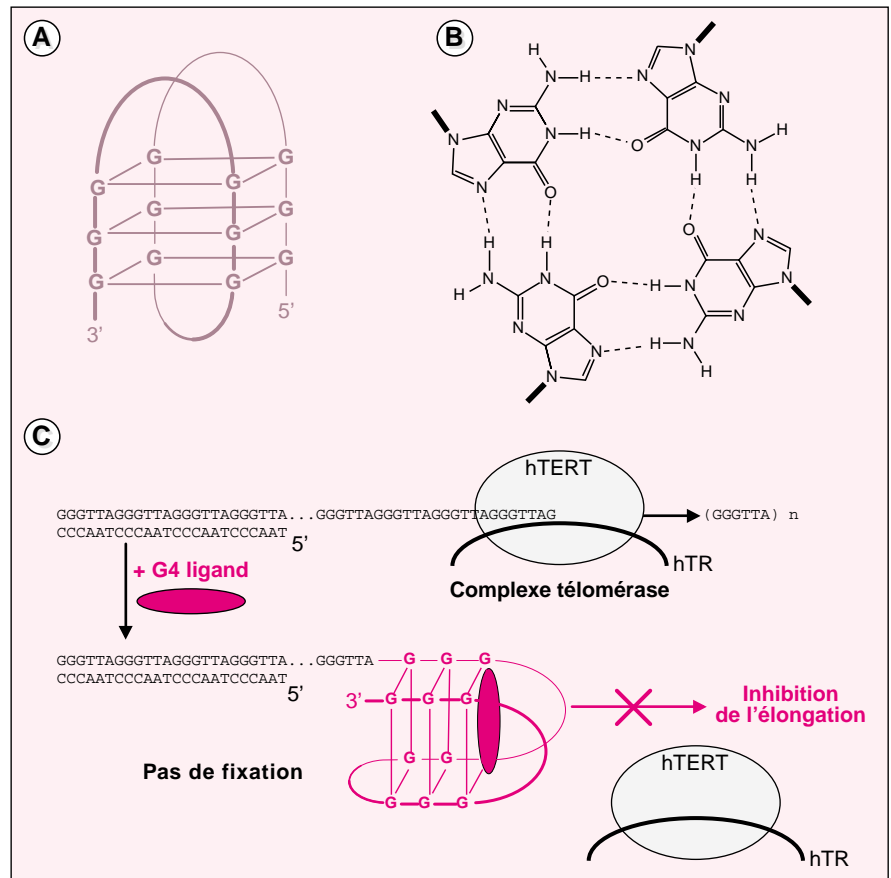 A
B
G G
G G
G G
G G
G G
G G
3'
5'
H
N H N N
N N N
N H O N H
N N H
N O H H
H H O N
H N N O H N N
N N N
N N H N
N H
C
hTERT
GGGTTAGGGTTAGGGTTAGGGTTA...GGGTTAGGGTTAGGGTTAGGGTTAG
(GGGTTA) n
CCCAATCCCAATCCCAATCCCAAT
5'
hTR
+ G4 ligand
Complexe télomérase
GGGTTAGGGTTAGGGTTAGGGTTA...GGGTTA
G G G
CCCAATCCCAATCCCAATCCCAAT
5'
3'
G G G
Inhibition
de l'élongation
G G
Pas de fixation
G G G
hTERT
hTR